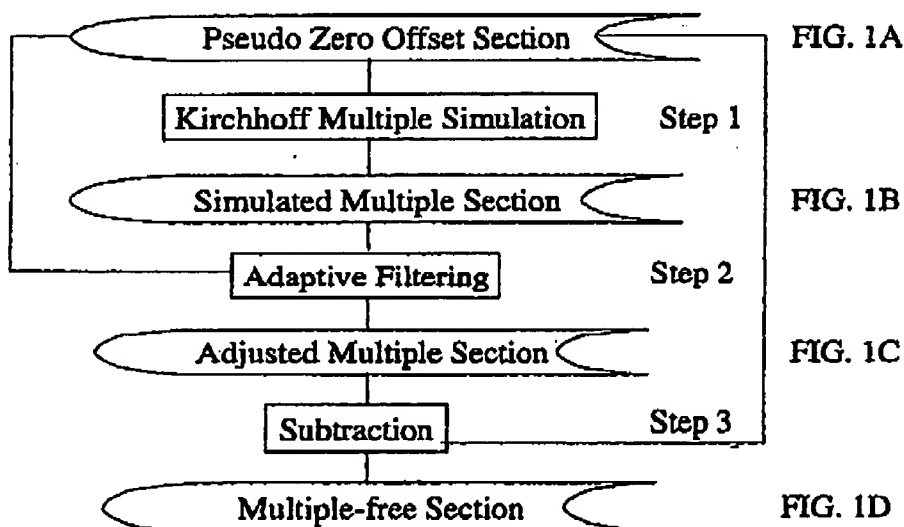 Pseudo Zero Offset Section FIG. 1A
Kirchhoff Multiple Simulation Step 1
Simulated Multiple Section FIG. 1B
Adaptive Filtering Step 2
Adjusted Multiple Section FIG. 1C
Subtraction Step 3
Multiple-free Section FIG. 1D